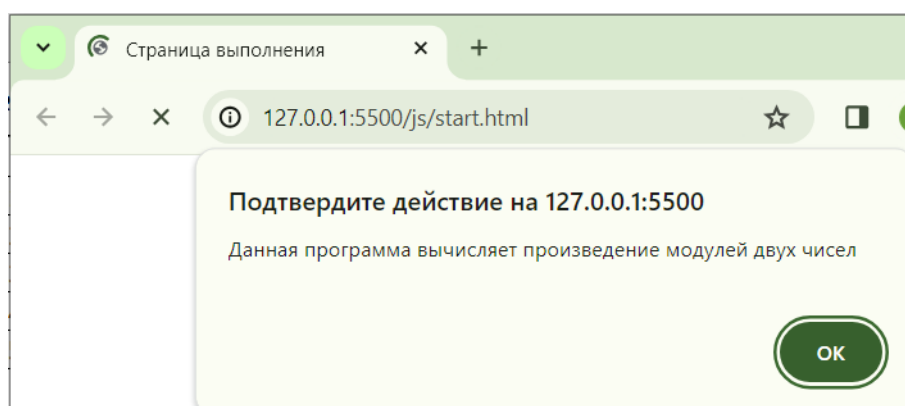 Страница выполнения
127.0.0.1:5500/js/start.html
Подтвердите действие на 127.0.0.1:5500
Данная программа вычисляет произведение модулей двух чисел
ОК